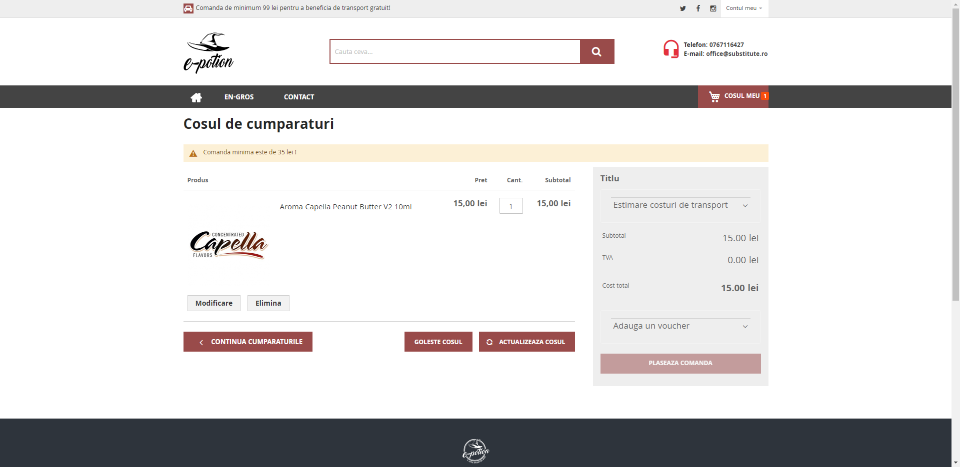 Comanda de minimum 99 lei pentru a beneficia de transport gratuit!
Contul meu
e-potion
Cauta ceva...
Telefon: 0767116427
E-mail: office@substitute.ro
EN-GROS
CONTACT
COSUL MEU 1
Cosul de cumparaturi
Comanda minima este de 35 lei !
Produs Pret Cant Subtotal
Aroma Capella Peanut Butter V2 10ml 15,00 lei 1 15,00 lei
CONCENTRATED
Capella
FLAVORS
Modificare
Elimina
CONTINUA CUMPARATURILE
GOLESTE COSUL
ACTUALIZEAZA COSUL
Titlu
Estimare costuri de transport
Subtotal 15.00 lei
TVA 0.00 lei
Cost total 15.00 lei
Adauga un voucher
PLASEAZA COMANDA
e-potion